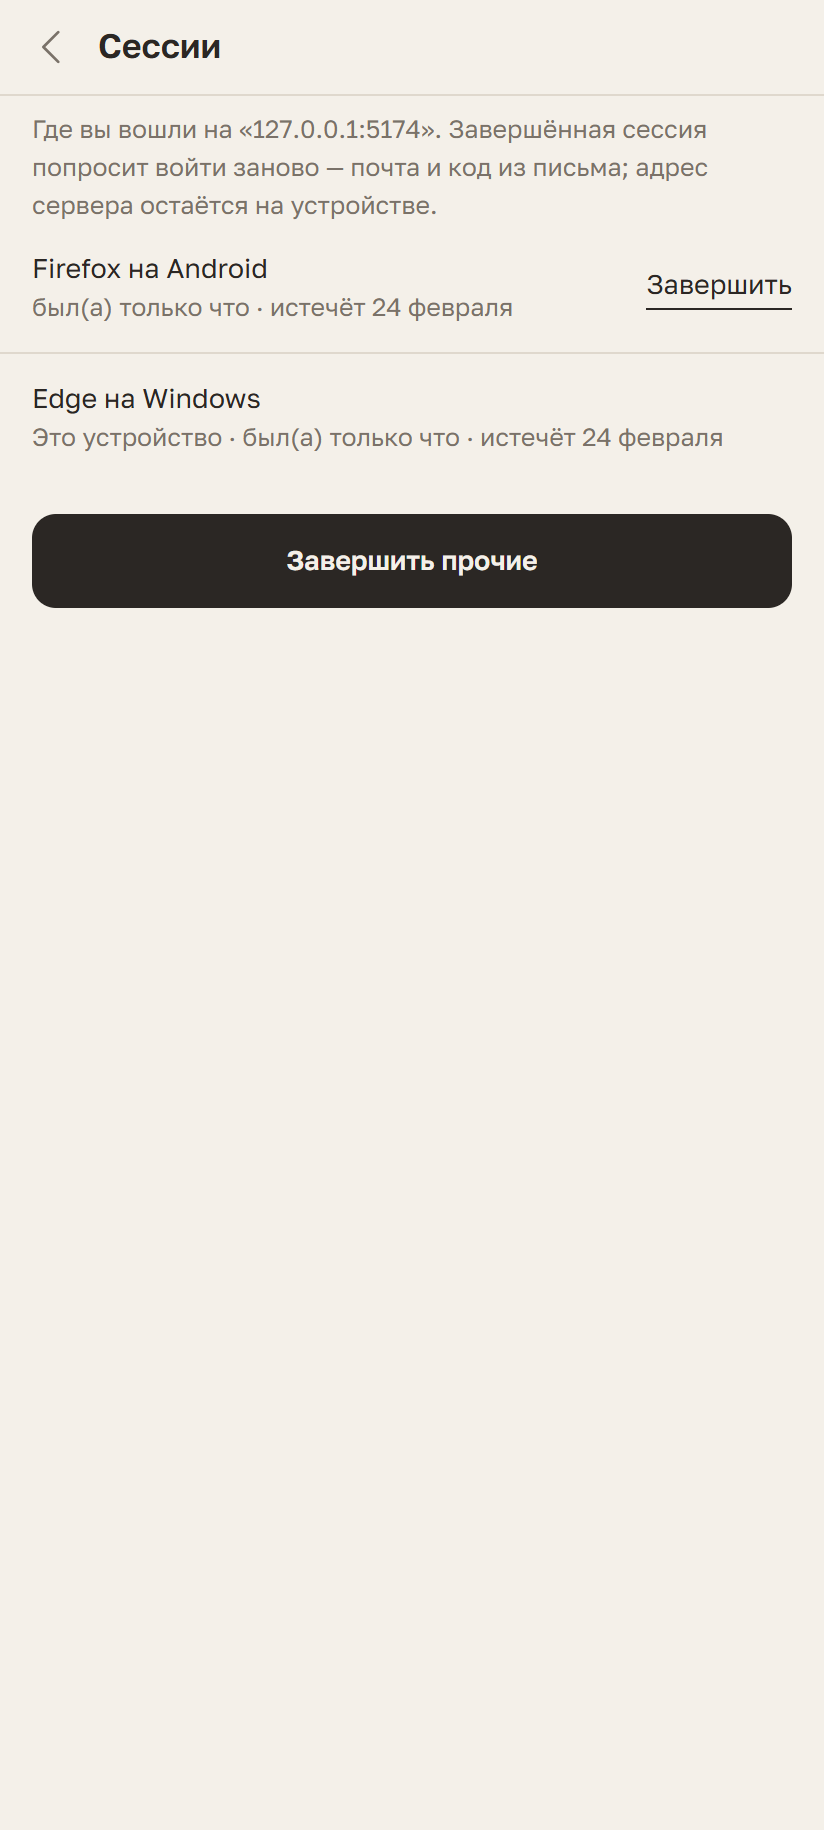 Сессии
Где вы вошли на «127.0.0.1:5174». Завершённая сессия
попросит войти заново — почта и код из письма; адрес
сервера остаётся на устройстве.
Firefox на Android
был(а) только что · истечёт 24 февраля
Завершить
Edge на Windows
Это устройство · был(а) только что · истечёт 24 февраля
Завершить прочие